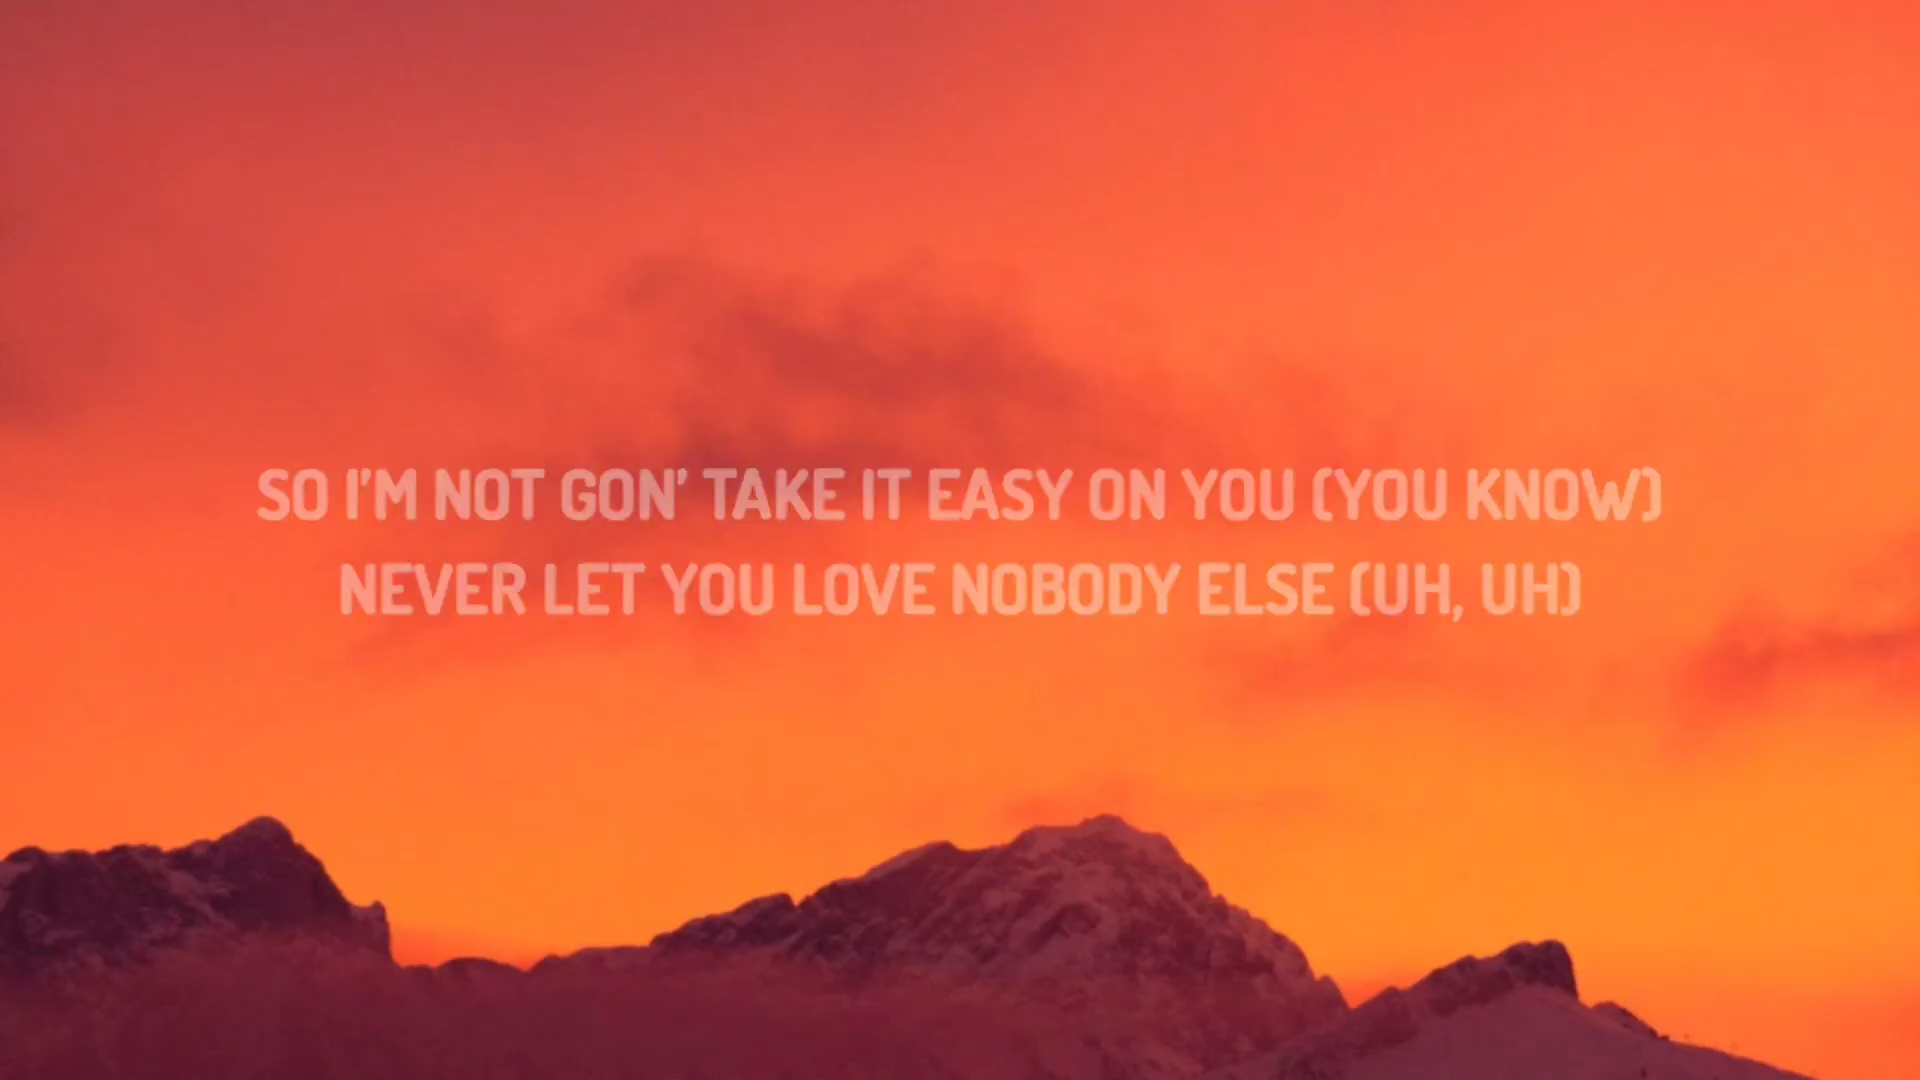 SO I'M NOT GON' TAKE IT EASY ON YOU (YOU KNOW)
NEVER LET YOU LOVE NOBODY ELSE (UH, UH)